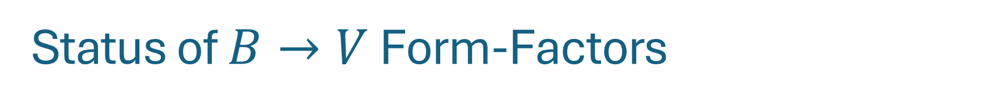 Status of B → V Form-Factors